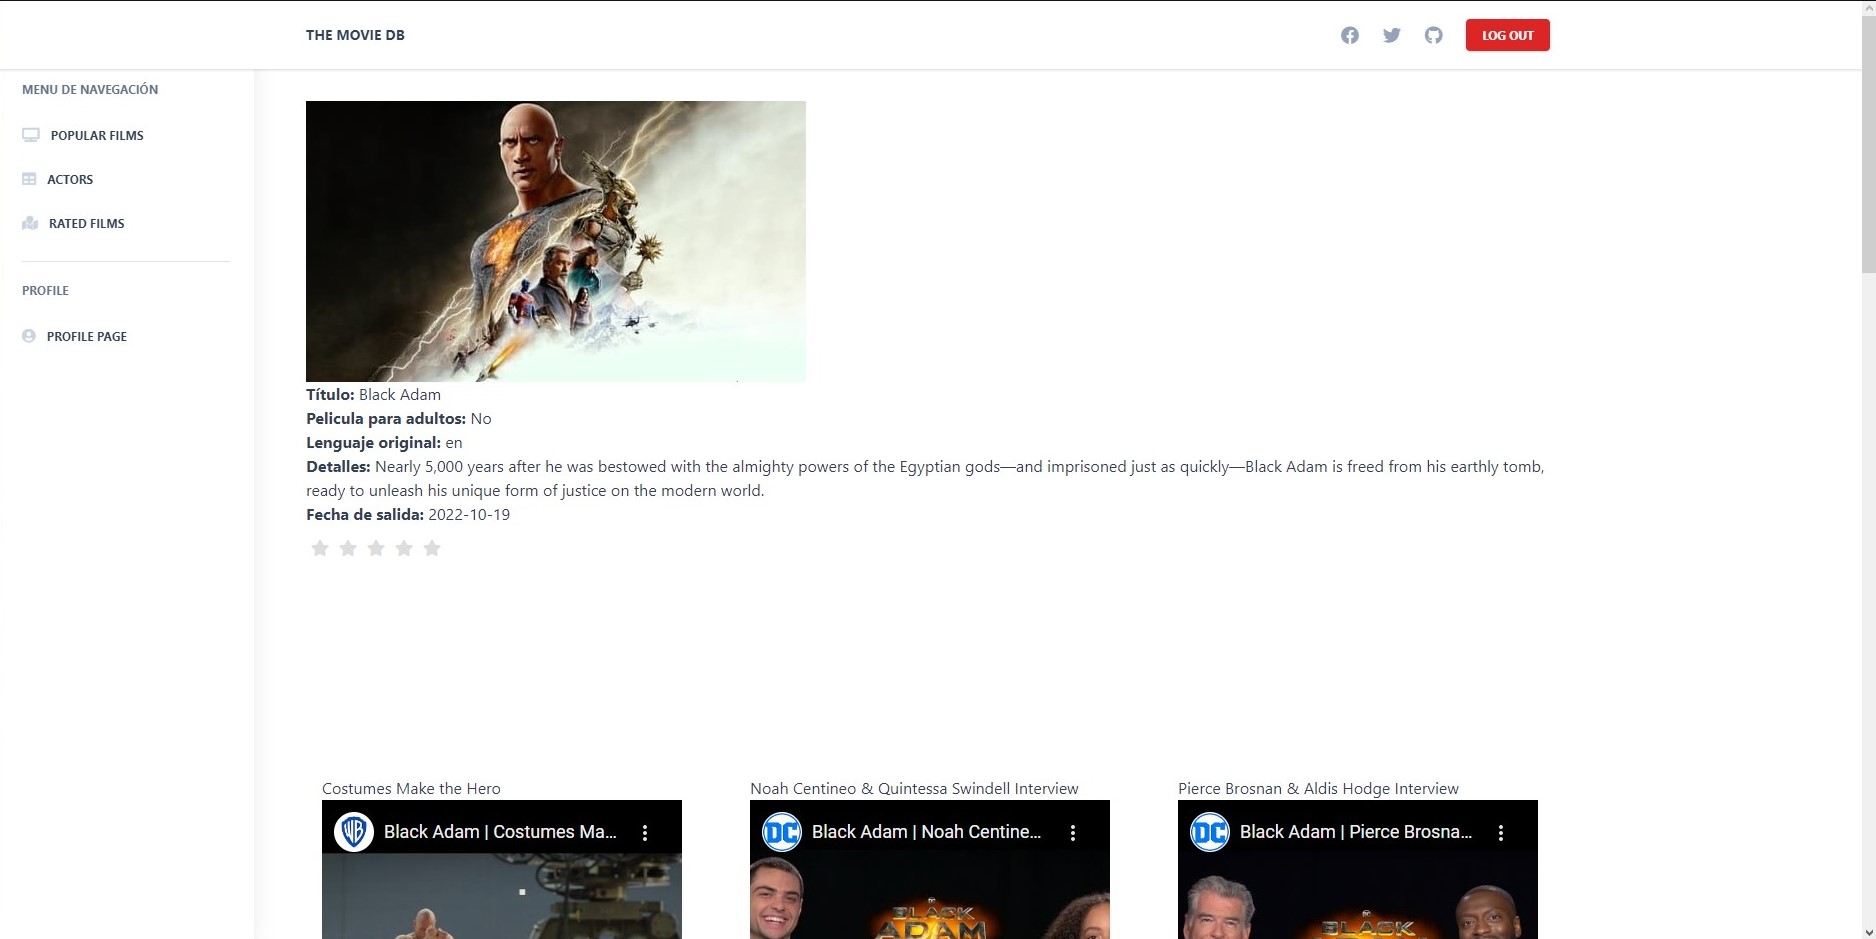 THE MOVIE DB
LOG OUT
MENU DE NAVEGACIÓN
POPULAR FILMS
ACTORS
RATED FILMS
PROFILE
PROFILE PAGE
Título: Black Adam
Pelicula para adultos: No
Lenguaje original: en
Detalles: Nearly 5,000 years after he was bestowed with the almighty powers of the Egyptian gods—and imprisoned just as quickly—Black Adam is freed from his earthly tomb,
ready to unleash his unique form of justice on the modern world.
Fecha de salida: 2022-10-19
Costumes Make the Hero
WB
Black Adam | Costumes Ma...
Noah Centineo & Quintessa Swindell Interview
DC
Black Adam | Noah Centine...
BLACK
ADAM
Pierce Brosnan & Aldis Hodge Interview
DC
Black Adam | Pierce Brosna...
BLACK